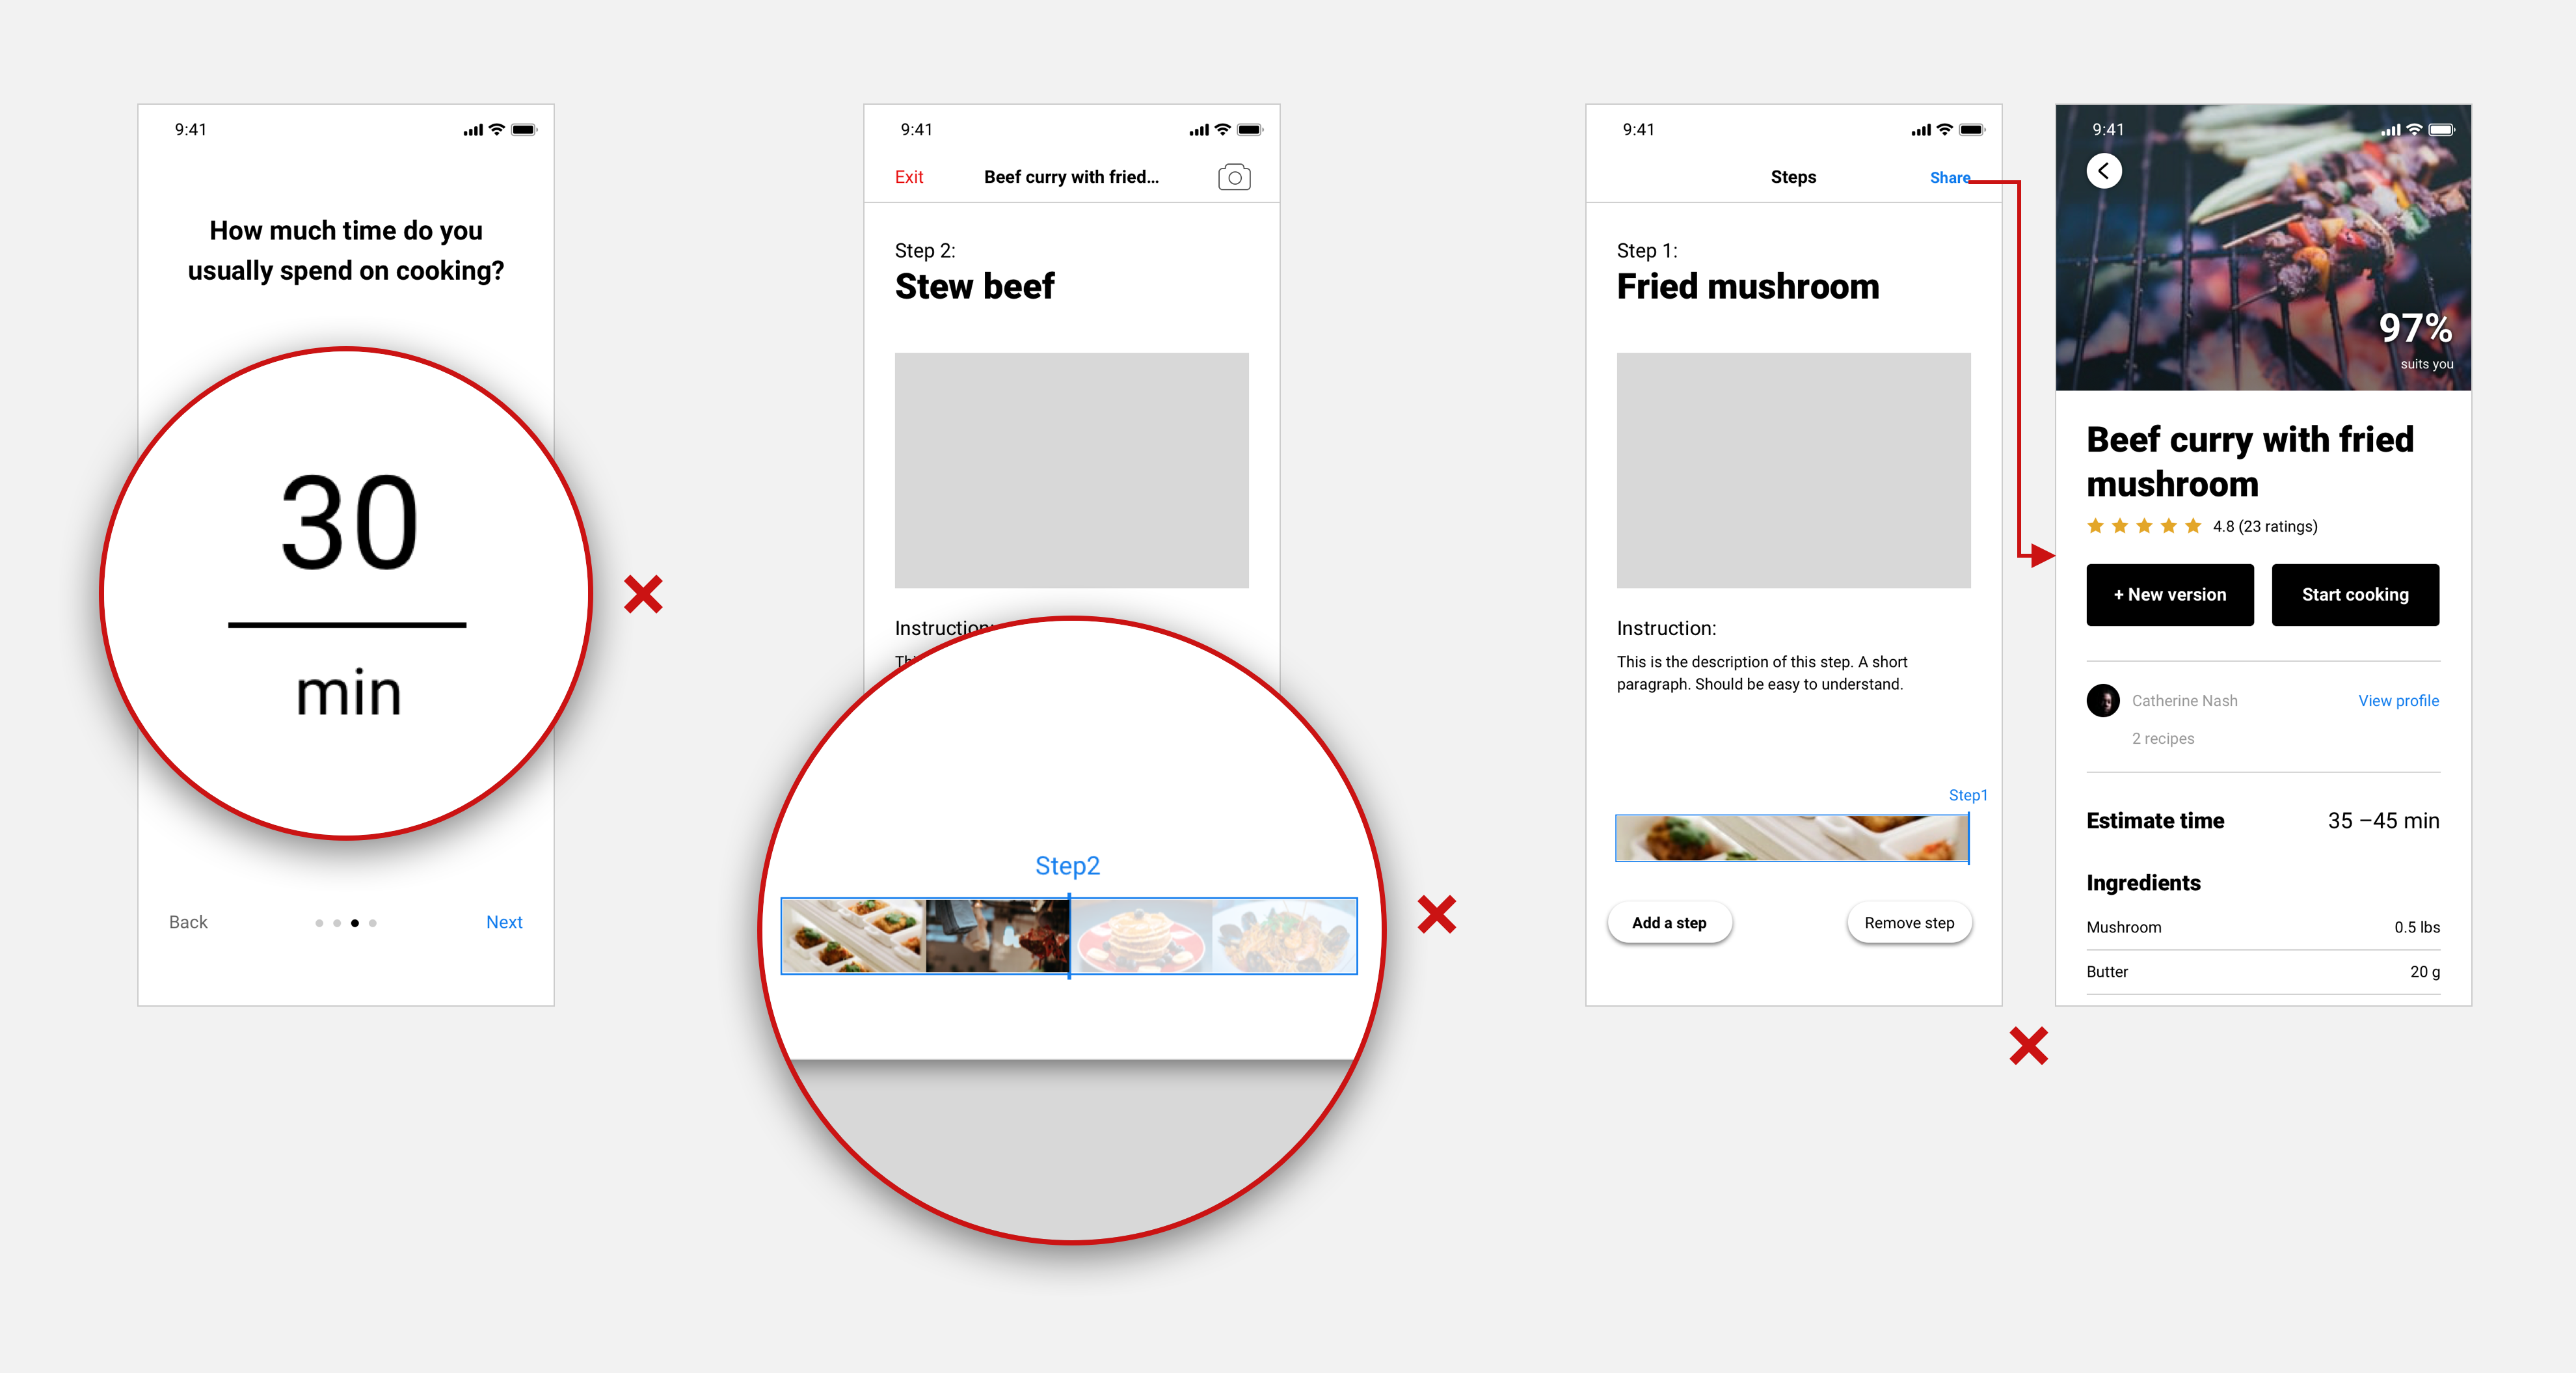 9:41
How much time do you
usually spend on cooking?
30
min
Back
Next
9:41
Exit
Beef curry with fried...
Step 2:
Stew beef
Instruction:
Thi
Step2
9:41
Steps
Share
Step 1:
Fried mushroom
Instruction:
This is the description of this step. A short
paragraph. Should be easy to understand.
Step1
Add a step
Remove step
9:41
97%
suits you
Beef curry with fried
mushroom
4.8 (23 ratings)
+ New version
Start cooking
Catherine Nash
View profile
2 recipes
Estimate time
35 –45 min
Ingredients
Mushroom
0.5 lbs
Butter
20 g